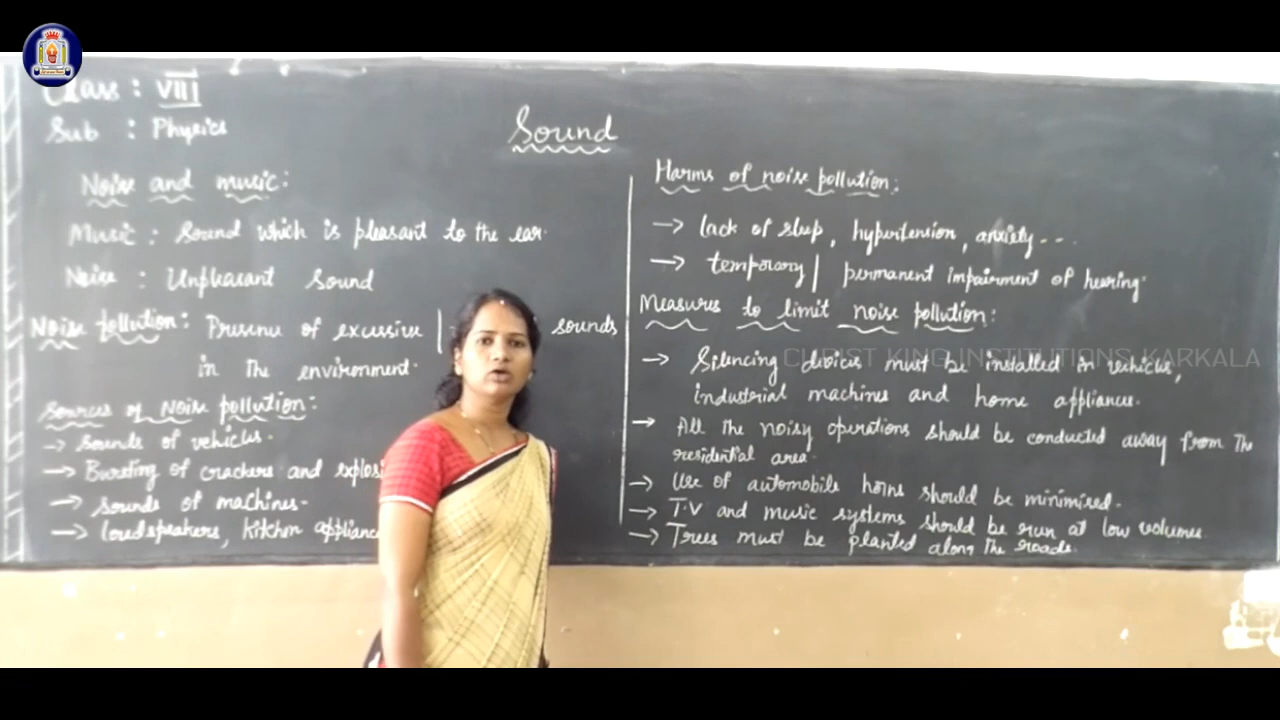 Class : VIII
Sub : Physics
Sound
Noise and music:
Music : Sound which is pleasant to the ear.
Noise : Unpleasant Sound
Noise Pollution: Presence of excessive | sounds
in the environment.
Sources of Noise pollution:
-> Sounds of vehicles.
-> Bursting of crackers and explosi
-> Sounds of machines.
-> loudspeakers, kitchen appliance
Harms of noise pollution:
-> lack of sleep, hypertension, anxiety...
-> temporary | permanent impairment of hearing.
Measures to limit noise pollution:
-> Silencing devices must be installed in vehicles,
industrial machines and home appliances.
-> All the noisy operations should be conducted away from the
residential area.
-> Use of automobile horns should be minimised.
-> T.V and music systems should be run at low volumes.
-> Trees must be planted along the roads.
CHRIST KING INSTITUTIONS, KARKALA